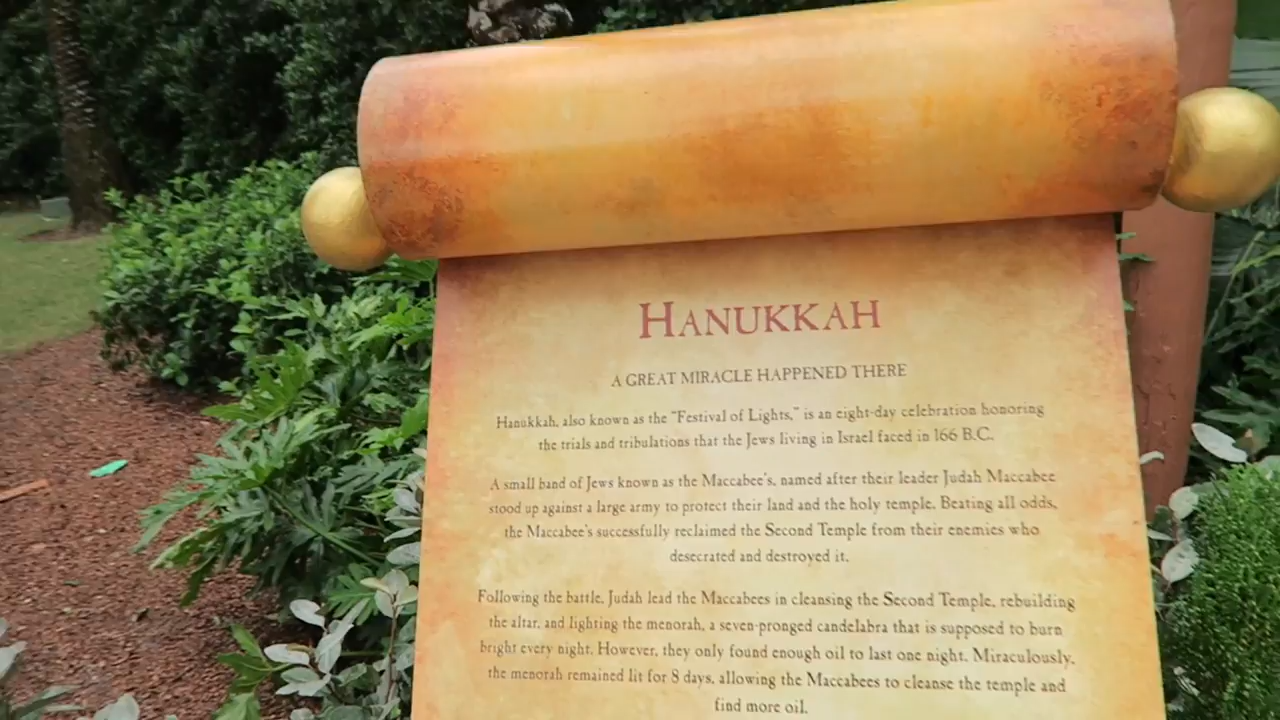 HANUKKAH
A GREAT MIRACLE HAPPENED THERE
Hanukkah, also known as the "Festival of Lights," is an eight-day celebration honoring
the trials and tribulations that the Jews living in Israel faced in 166 B.C.
A small band of Jews known as the Maccabee's, named after their leader Judah Maccabee
stood up against a large army to protect their land and the holy temple. Beating all odds,
the Maccabee's successfully reclaimed the Second Temple from their enemies who
desecrated and destroyed it.
Following the battle, Judah lead the Maccabees in cleansing the Second Temple, rebuilding
the altar, and lighting the menorah, a seven-pronged candelabra that is supposed to burn
bright every night. However, they only found enough oil to last one night. Miraculously,
the menorah remained lit for 8 days, allowing the Maccabees to cleanse the temple and
find more oil.